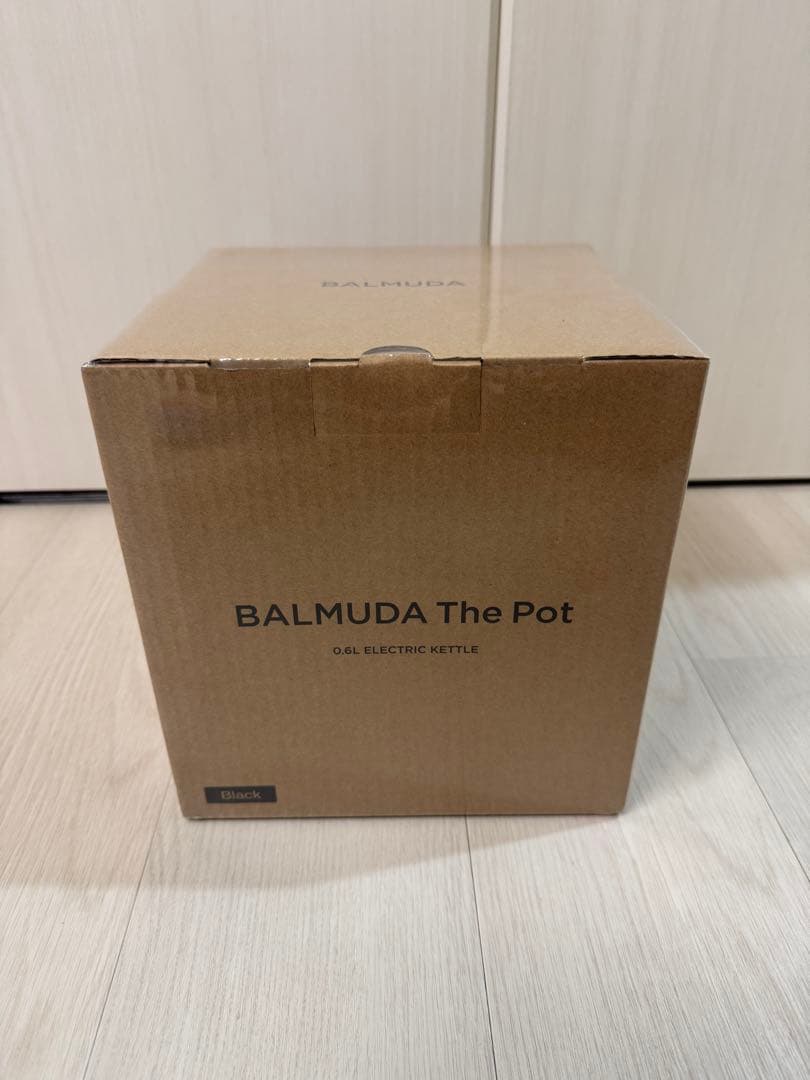 BALMUDA
BALMUDA The Pot
0.6L ELECTRIC KETTLE
Black